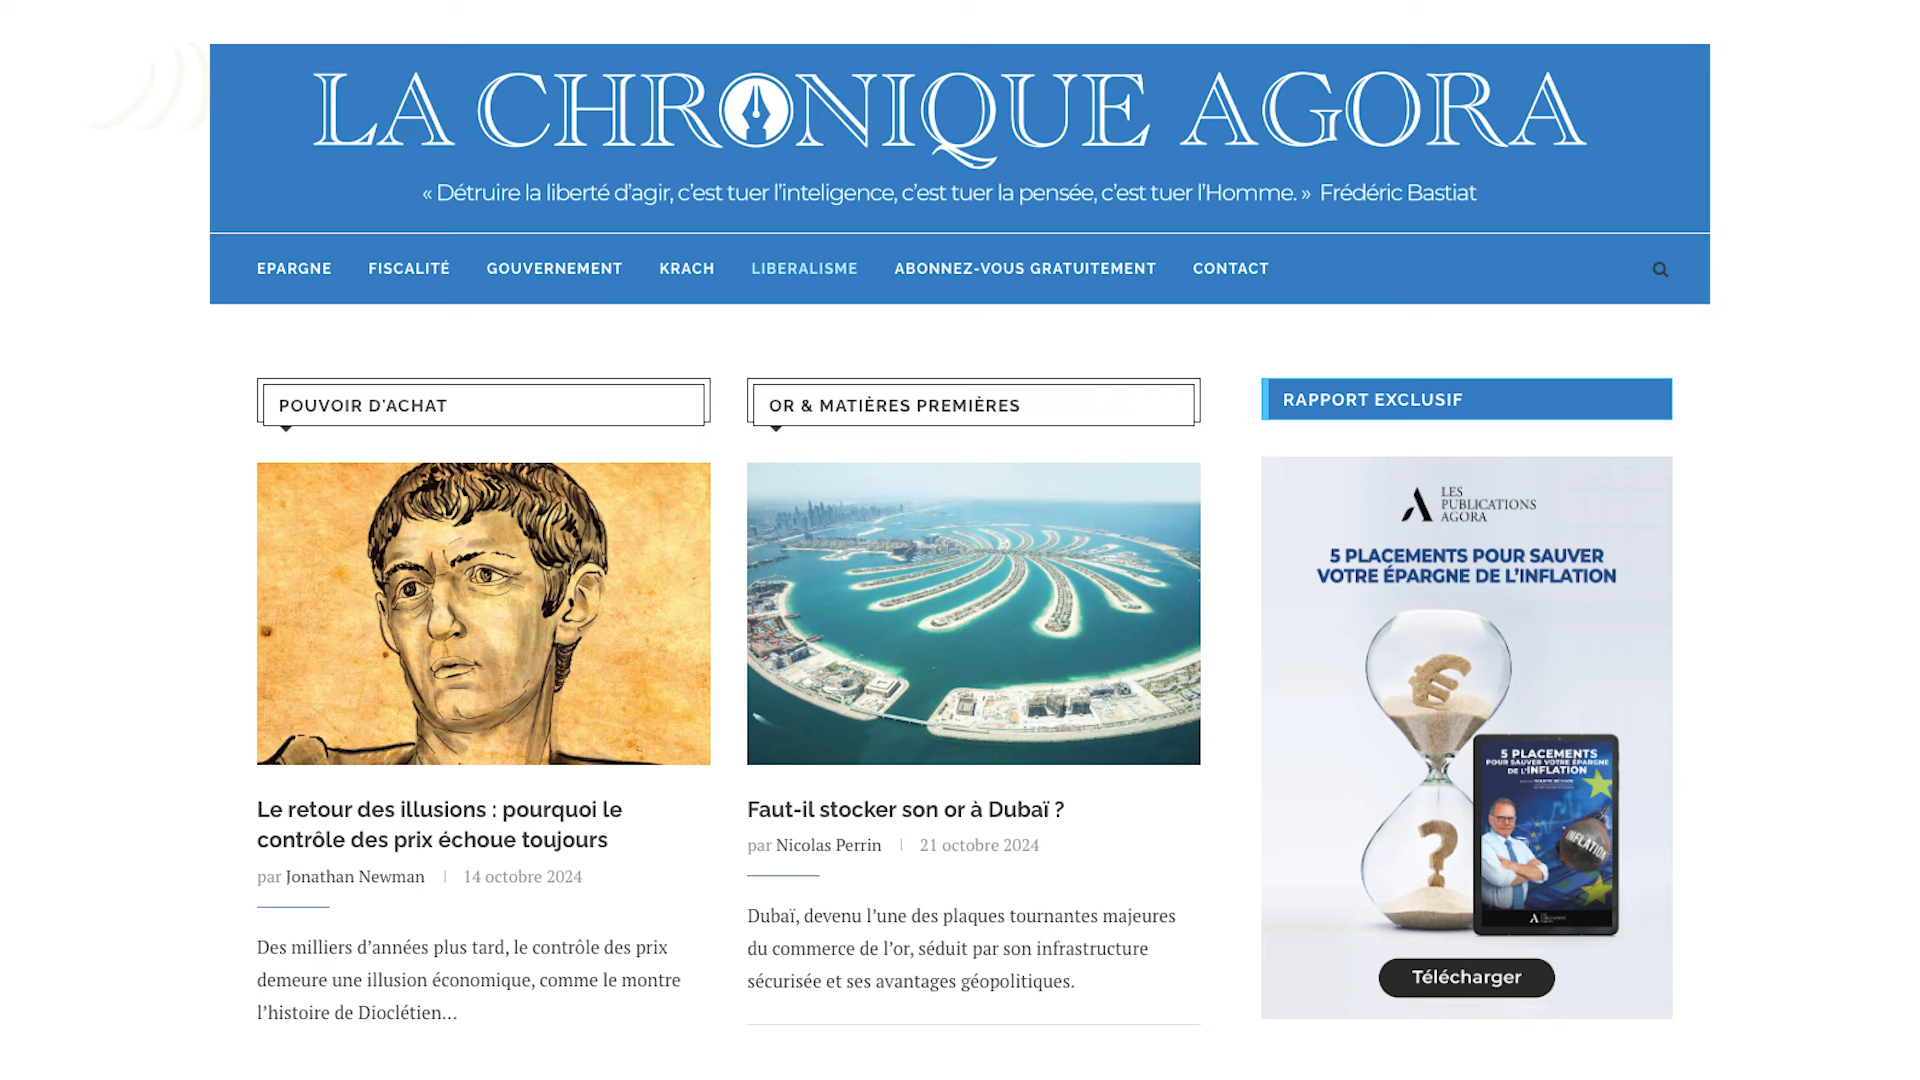 LA CHRONIQUE AGORA
« Détruire la liberté d’agir, c’est tuer l’inteligence, c’est tuer la pensée, c’est tuer l’Homme. » Frédéric Bastiat
EPARGNE FISCALITÉ GOUVERNEMENT KRACH LIBERALISME ABONNEZ-VOUS GRATUITEMENT CONTACT
POUVOIR D'ACHAT
Le retour des illusions : pourquoi le
contrôle des prix échoue toujours
par Jonathan Newman 14 octobre 2024
Des milliers d’années plus tard, le contrôle des prix
demeure une illusion économique, comme le montre
l’histoire de Dioclétien…
OR & MATIÈRES PREMIÈRES
Faut-il stocker son or à Dubaï ?
par Nicolas Perrin 21 octobre 2024
Dubaï, devenu l’une des plaques tournantes majeures
du commerce de l’or, séduit par son infrastructure
sécurisée et ses avantages géopolitiques.
RAPPORT EXCLUSIF
LES
PUBLICATIONS
AGORA
5 PLACEMENTS POUR SAUVER
VOTRE ÉPARGNE DE L’INFLATION
5 PLACEMENTS
POUR SAUVER VOTRE ÉPARGNE
DE L’INFLATION
INFLATION
Télécharger